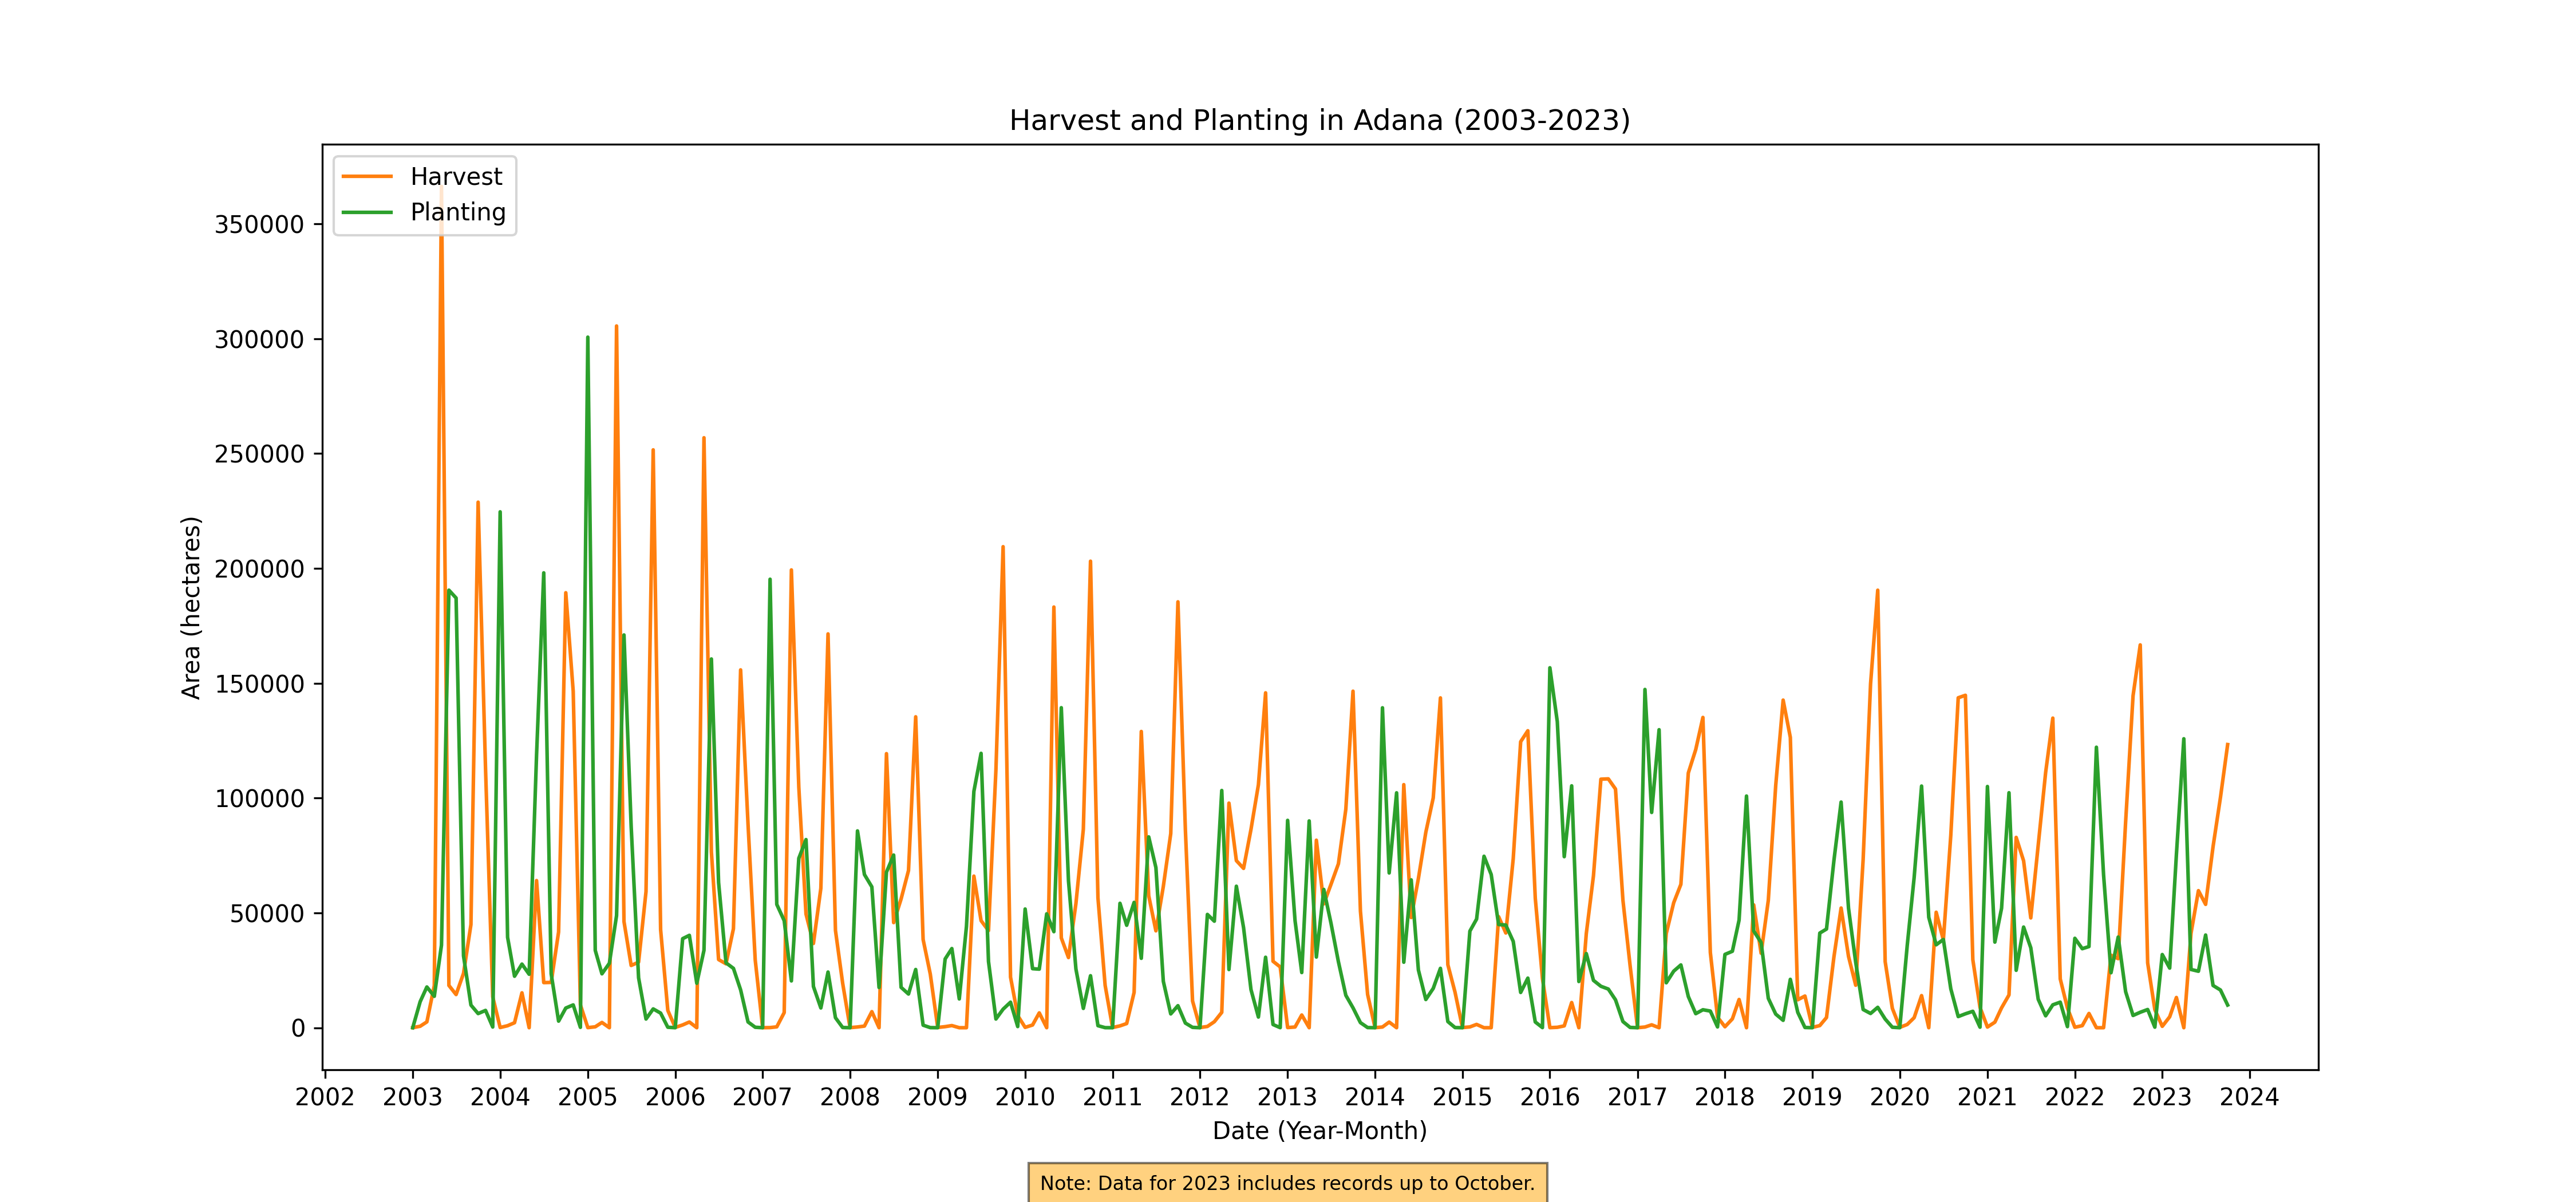 Harvest and Planting in Adana (2003-2023)
Harvest
Planting
350000
300000
250000
200000
150000
100000
50000
0
Area (hectares)
2002 2003 2004 2005 2006 2007 2008 2009 2010 2011 2012 2013 2014 2015 2016 2017 2018 2019 2020 2021 2022 2023 2024
Date (Year-Month)
Note: Data for 2023 includes records up to October.